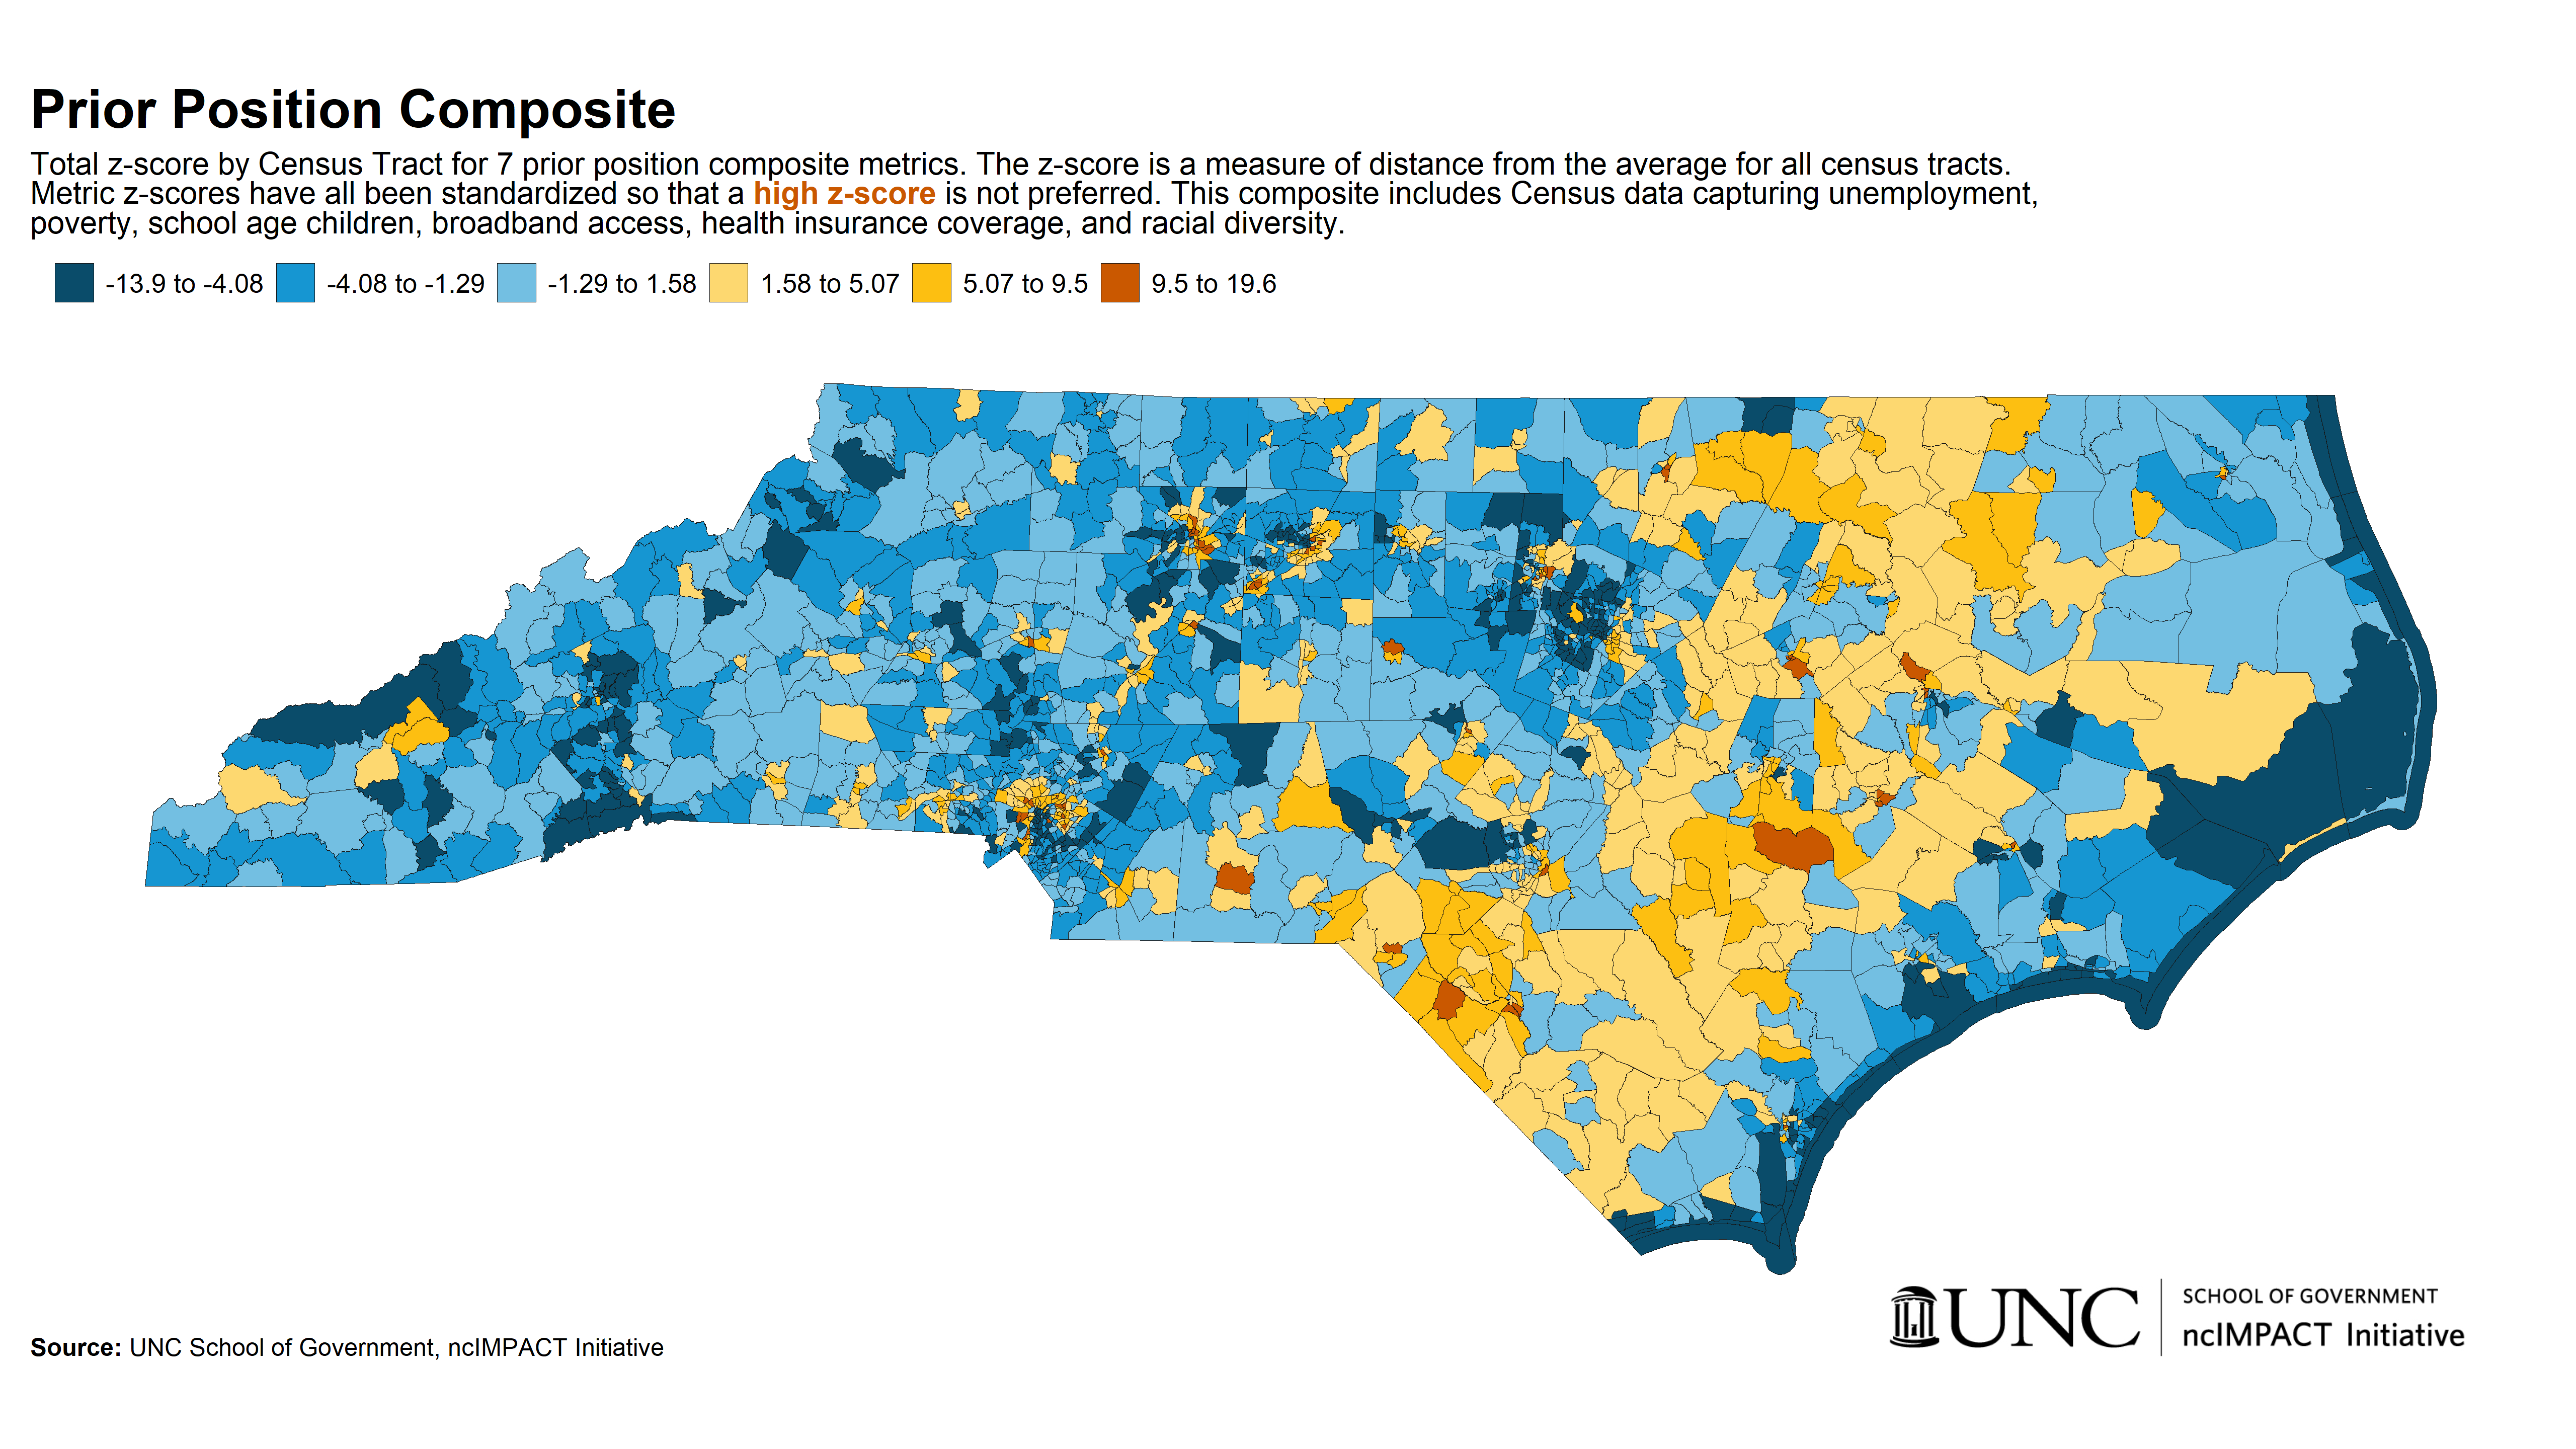 Prior Position Composite
Total z-score by Census Tract for 7 prior position composite metrics. The z-score is a measure of distance from the average for all census tracts.
Metric z-scores have all been standardized so that a high z-score is not preferred. This composite includes Census data capturing unemployment,
poverty, school age children, broadband access, health insurance coverage, and racial diversity.
-13.9 to -4.08 -4.08 to -1.29 -1.29 to 1.58 1.58 to 5.07 5.07 to 9.5 9.5 to 19.6
UNC
SCHOOL OF GOVERNMENT
ncIMPACT Initiative
Source: UNC School of Government, ncIMPACT Initiative